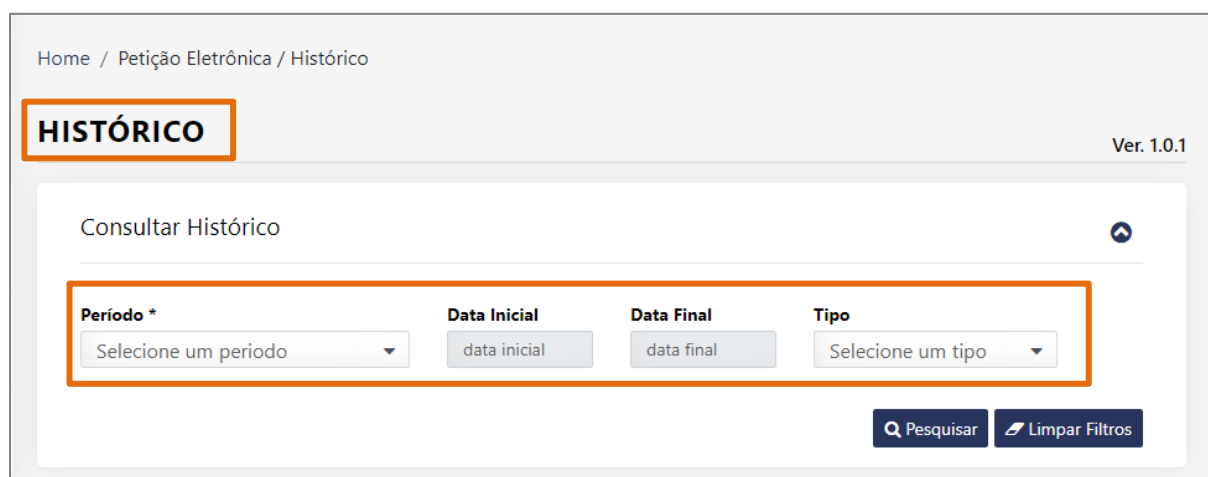 Home / Petição Eletrônica / Histórico
HISTÓRICO
Ver. 1.0.1
Consultar Histórico
Período * Data Inicial Data Final Tipo
Selecione um periodo data inicial data final Selecione um tipo
Pesquisar Limpar Filtros